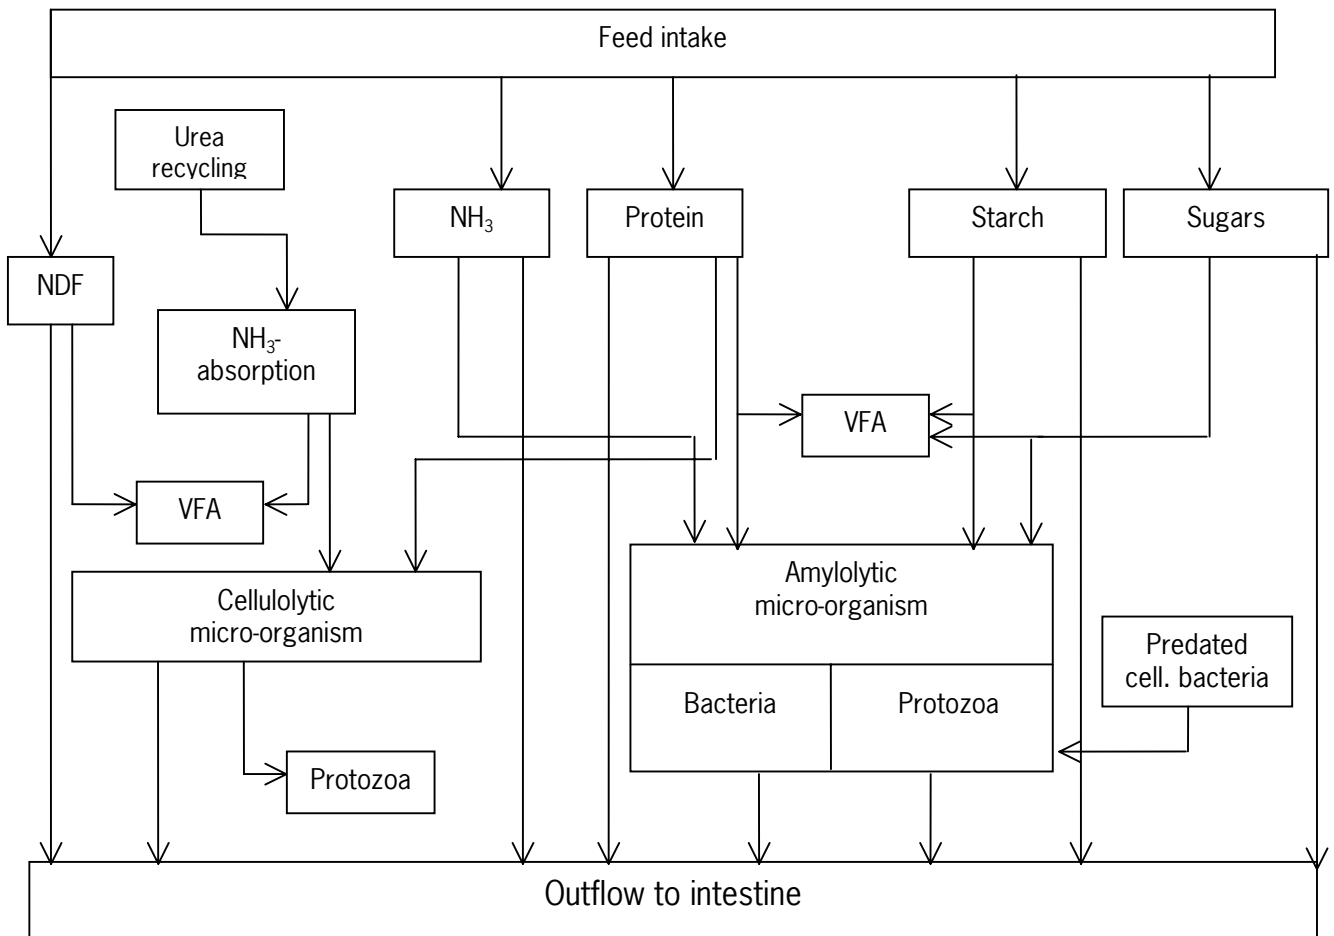 Feed intake
Urea
recycling
NH₃
Protein
Starch
Sugars
NDF
NH₃-
absorption
VFA
VFA
Cellulolytic
micro-organism
Amylolytic
micro-organism
Predated
cell. bacteria
Bacteria
Protozoa
Protozoa
Outflow to intestine